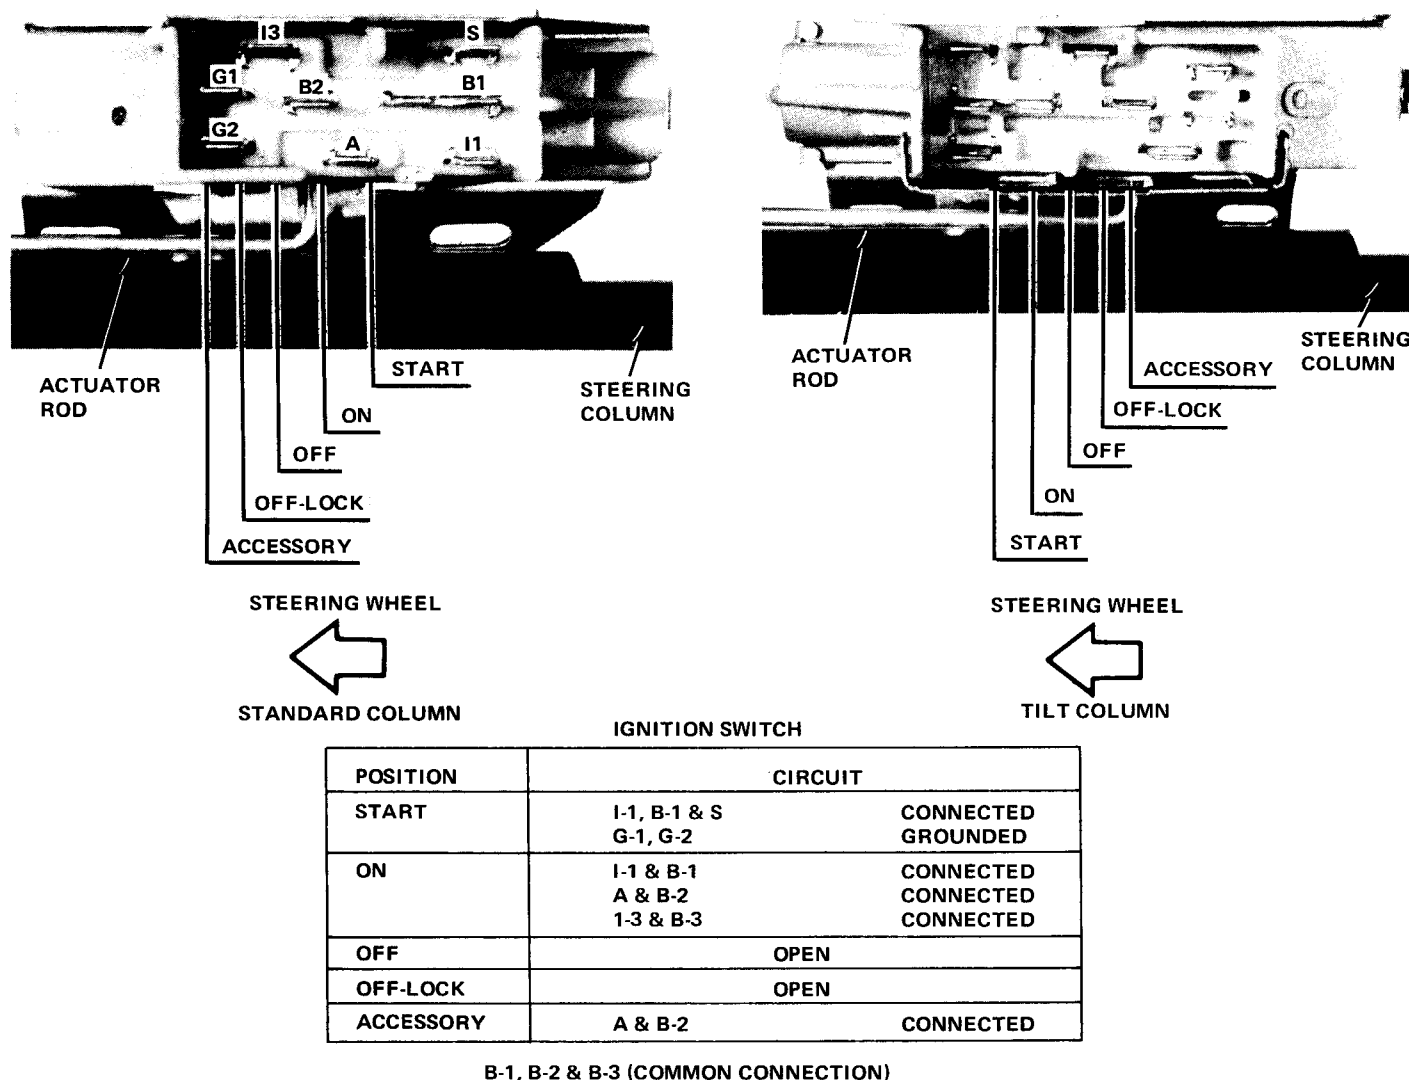 I3
S
G1
B2
B1
G2
A
I1
ACTUATOR
ROD
START
STEERING
COLUMN
ON
OFF
OFF-LOCK
ACCESSORY
STEERING WHEEL
STANDARD COLUMN
ACTUATOR
ROD
STEERING
COLUMN
ACCESSORY
OFF-LOCK
OFF
ON
START
STEERING WHEEL
TILT COLUMN
IGNITION SWITCH
POSITION CIRCUIT
START I-1, B-1 & S CONNECTED
G-1, G-2 GROUNDED
ON I-1 & B-1 CONNECTED
A & B-2 CONNECTED
1-3 & B-3 CONNECTED
OFF OPEN
OFF-LOCK OPEN
ACCESSORY A & B-2 CONNECTED
B-1, B-2 & B-3 (COMMON CONNECTION)